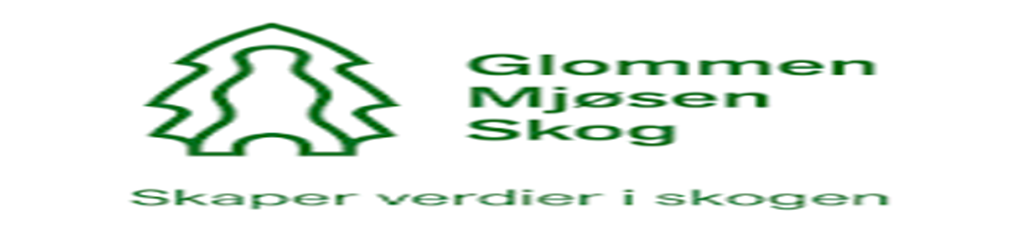 Glommen
Mjøsen
Skog
Skaper verdier i skogen